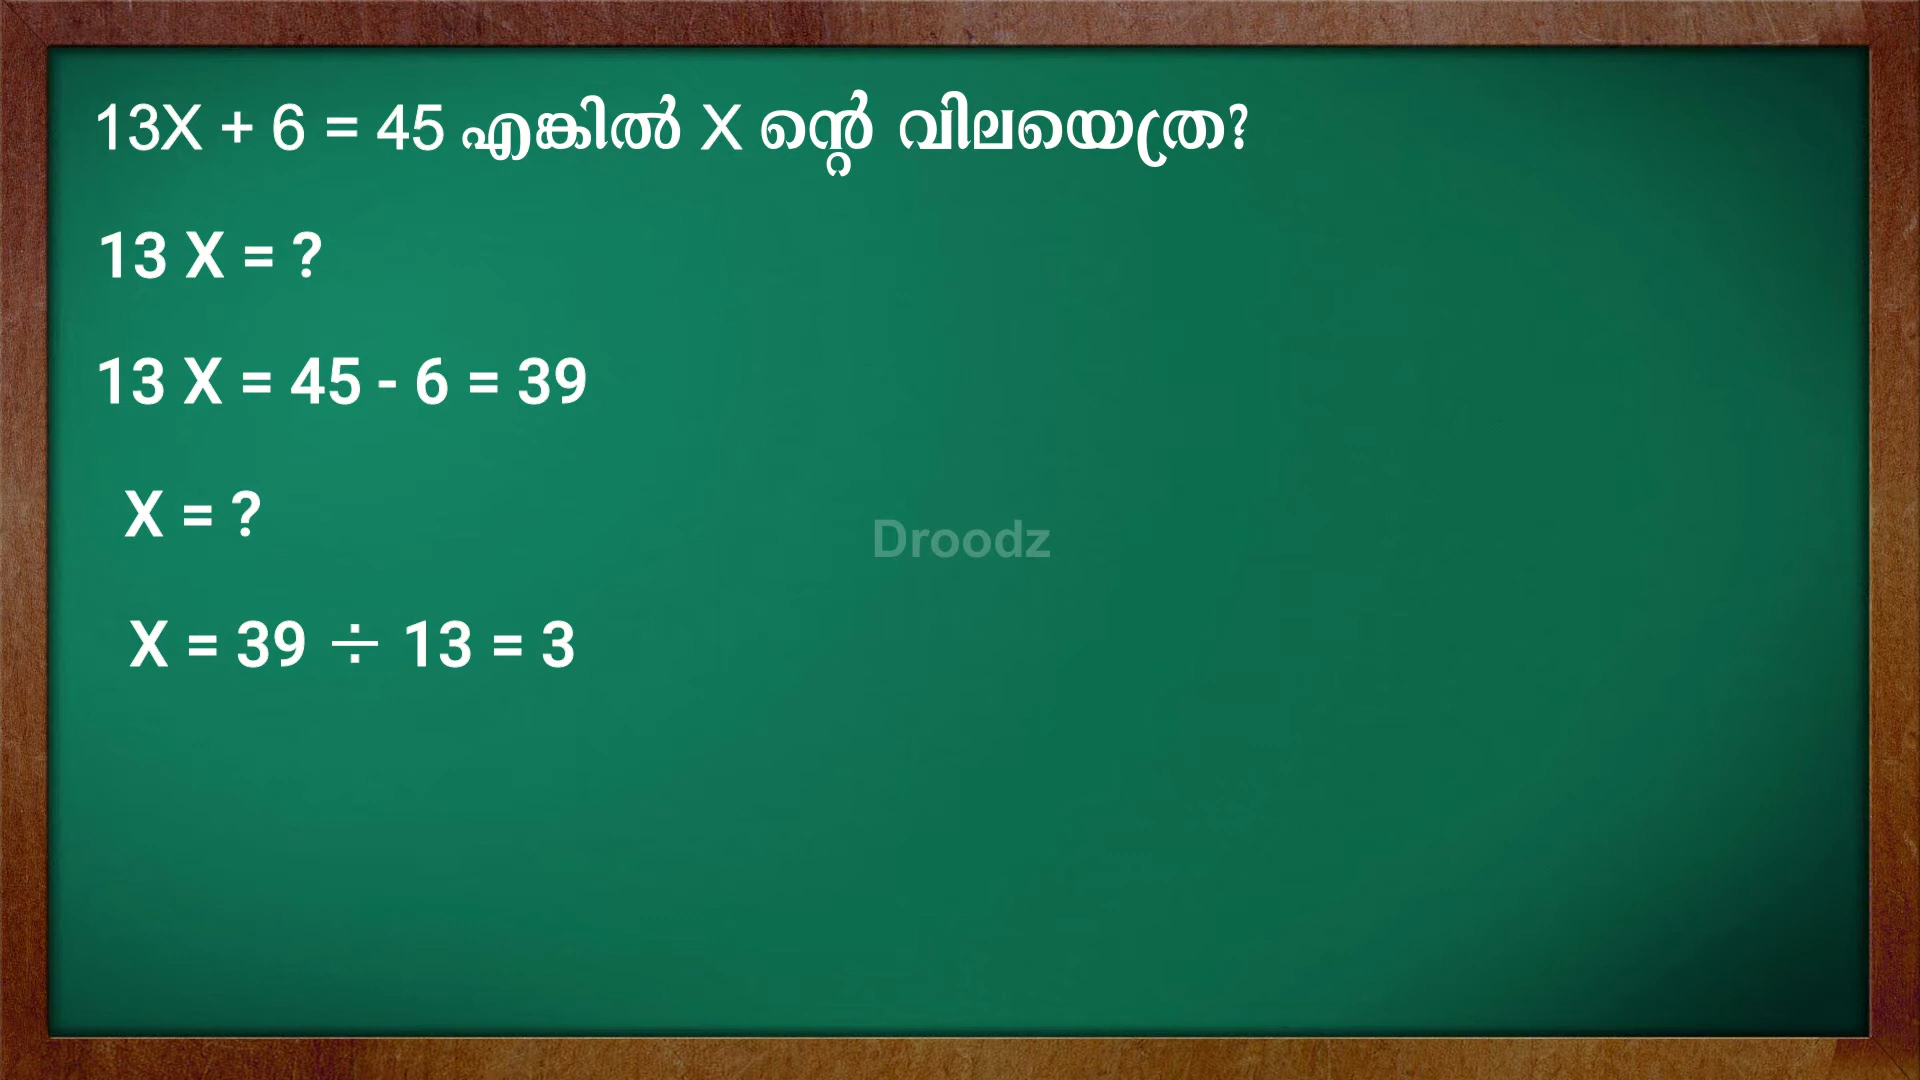 13X + 6 = 45 എങ്കിൽ X ന്റെ വിലയെത്ര?
13 X = ?
13 X = 45 - 6 = 39
X = ?
Droodz
X = 39 ÷ 13 = 3